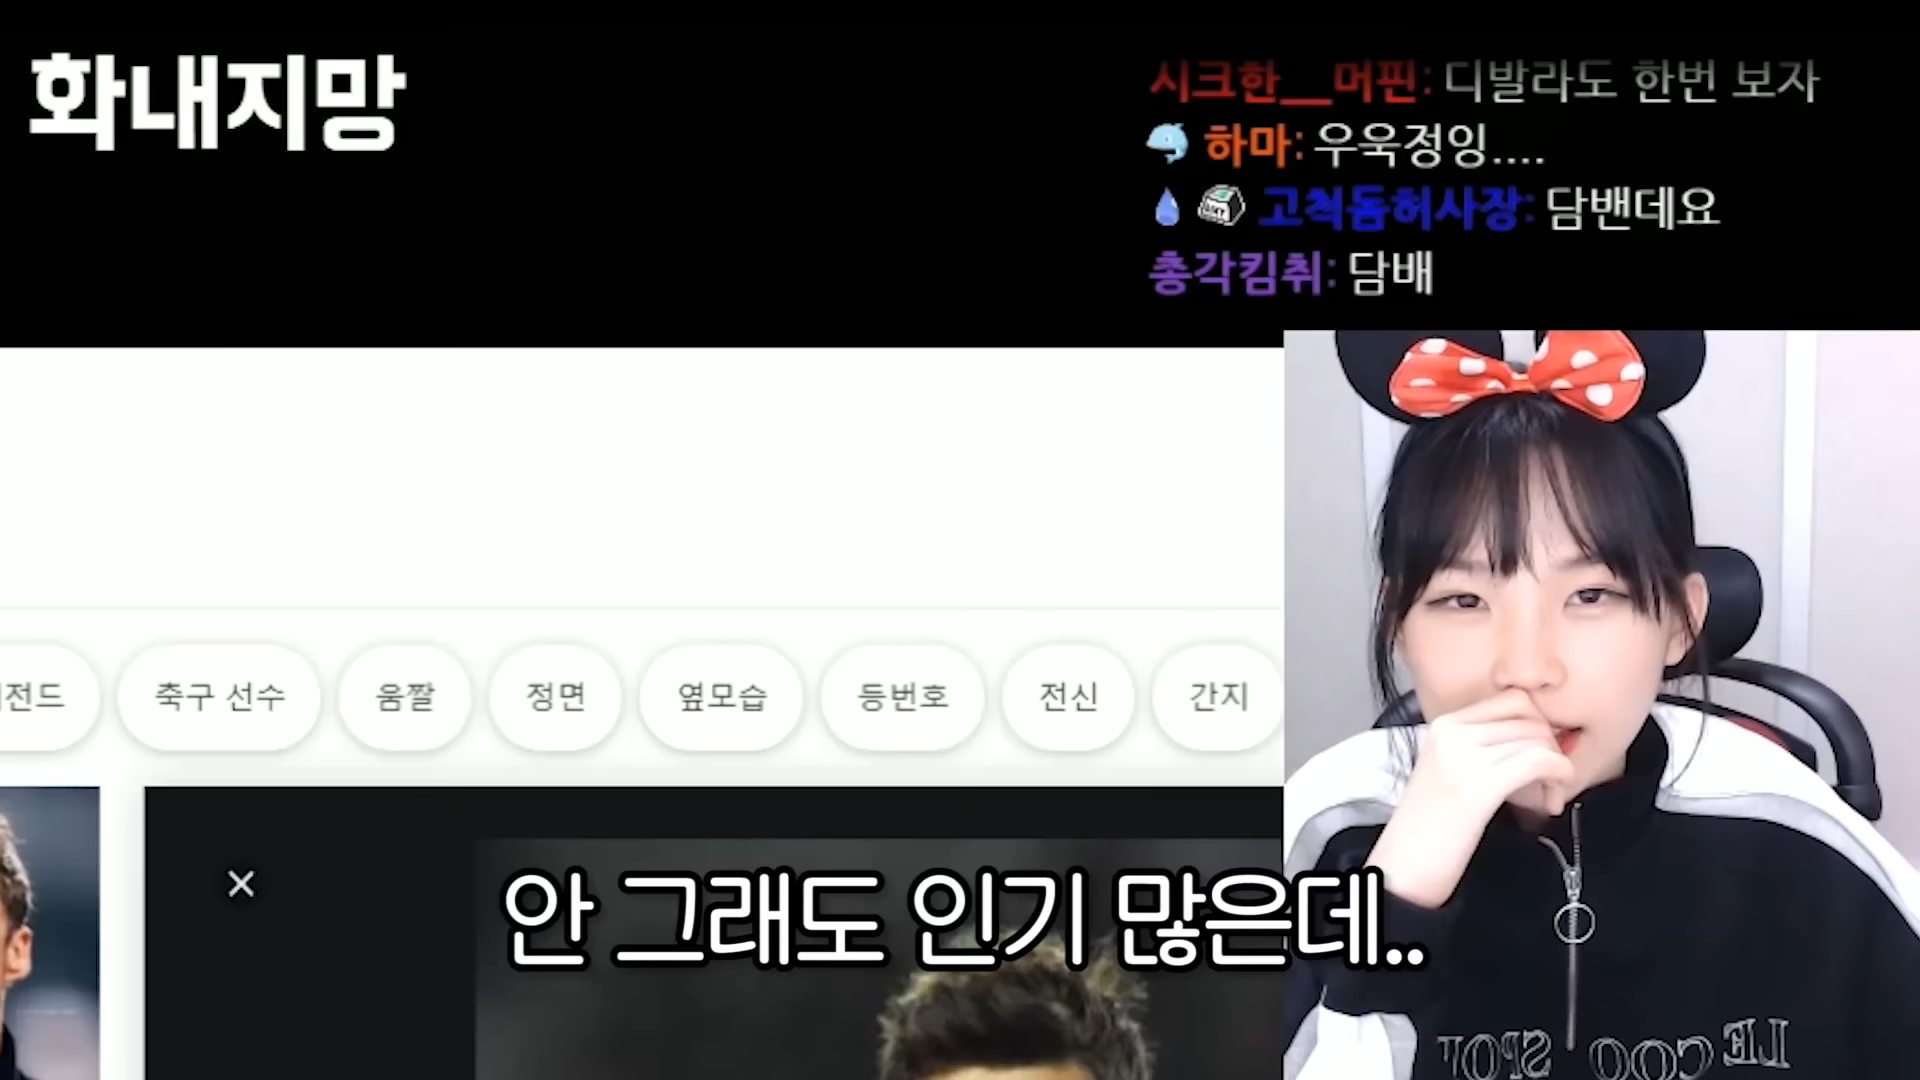 화내지망
시크한__머핀: 디발라도 한번 보자
하마: 우욱정잉....
고척돔허사장: 담밴데요
총각킴취: 담배
전드
축구 선수
움짤
정면
옆모습
등번호
전신
간지
안 그래도 인기 많은데..
LE COQ SPOT